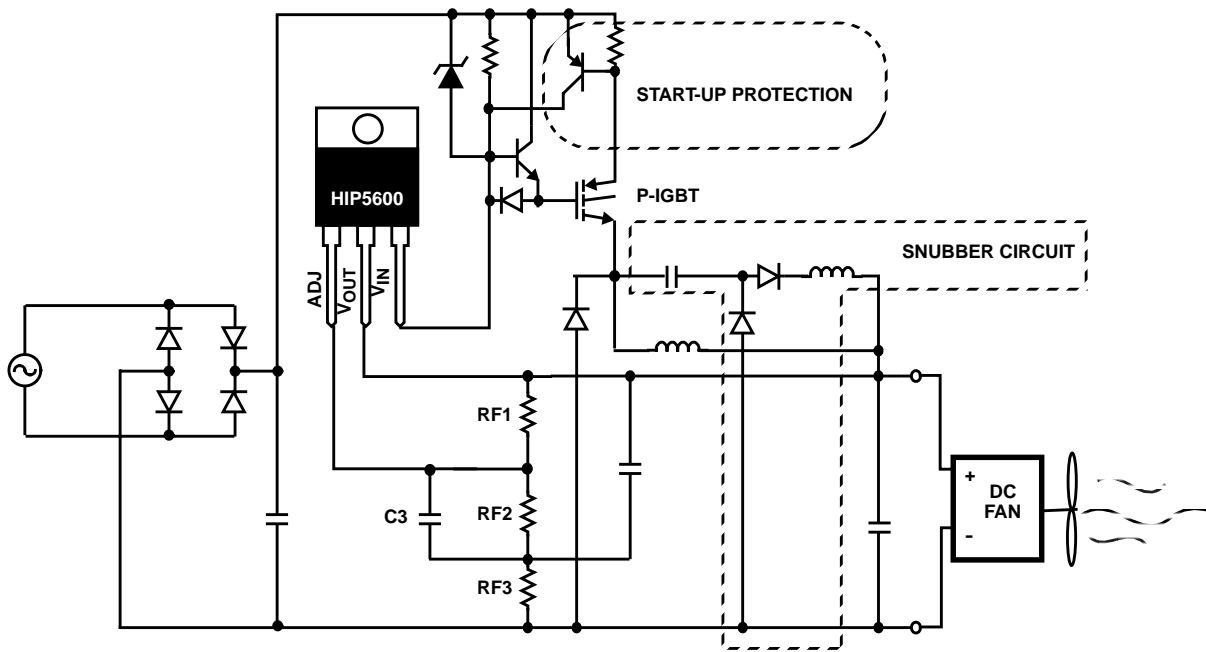 START-UP PROTECTION
HIP5600
P-IGBT
SNUBBER CIRCUIT
ADJ
VOUT
VIN
RF1
C3
RF2
RF3
+
DC
FAN
-